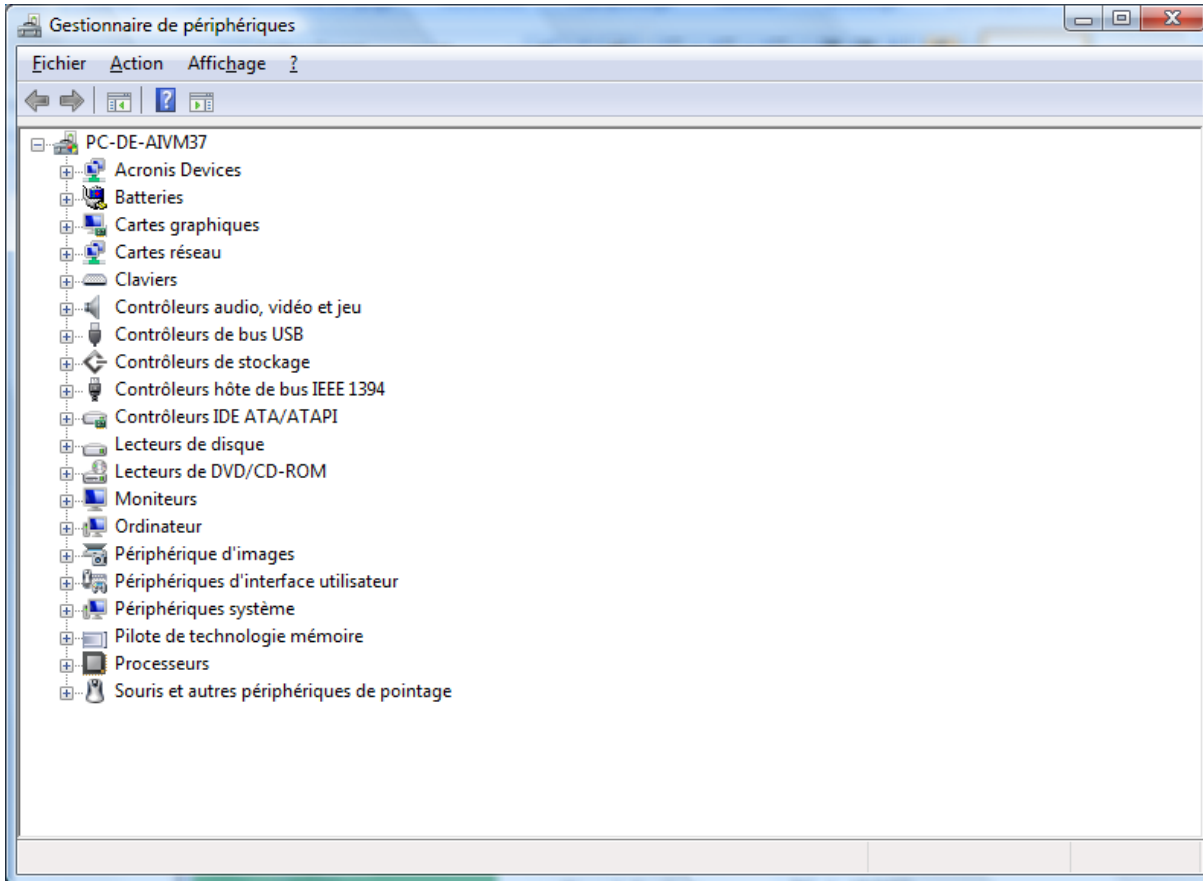 Gestionnaire de périphériques
Fichier Action Affichage ?
PC-DE-AIVM37
Acronis Devices
Batteries
Cartes graphiques
Cartes réseau
Claviers
Contrôleurs audio, vidéo et jeu
Contrôleurs de bus USB
Contrôleurs de stockage
Contrôleurs hôte de bus IEEE 1394
Contrôleurs IDE ATA/ATAPI
Lecteurs de disque
Lecteurs de DVD/CD-ROM
Moniteurs
Ordinateur
Périphérique d'images
Périphériques d'interface utilisateur
Périphériques système
Pilote de technologie mémoire
Processeurs
Souris et autres périphériques de pointage